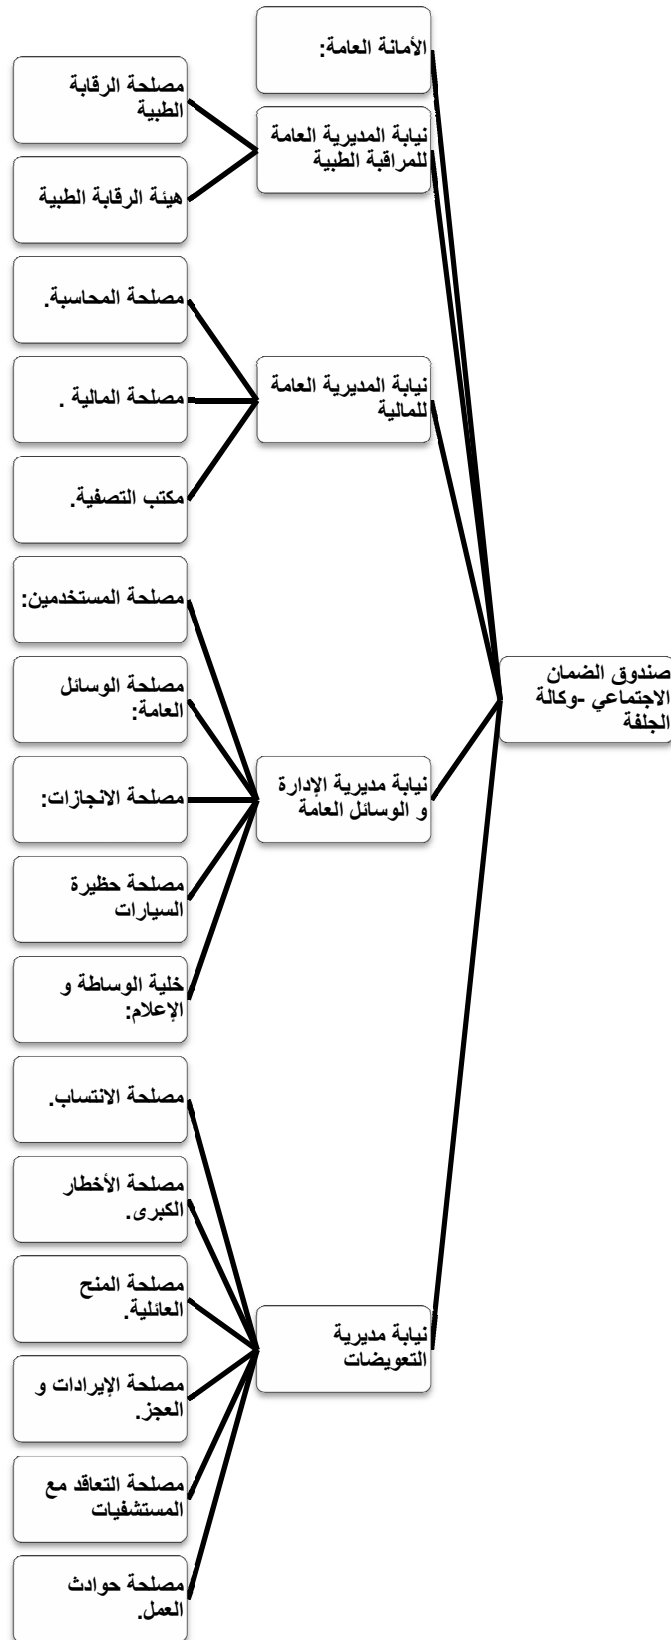 صندوق الضمان
الاجتماعي -وكالة
الجلفة
الأمانة العامة:
نيابة المديرية العامة
للمراقبة الطبية
مصلحة الرقابة
الطبية
هيئة الرقابة الطبية
نيابة المديرية العامة
للمالية
مصلحة المحاسبة.
مصلحة المالية .
مكتب التصفية.
نيابة مديرية الإدارة
و الوسائل العامة
مصلحة المستخدمين:
مصلحة الوسائل
العامة:
مصلحة الانجازات:
مصلحة حظيرة
السيارات
خلية الوساطة و
الإعلام:
نيابة مديرية
التعويضات
مصلحة الانتساب.
مصلحة الأخطار
الكبرى.
مصلحة المنح
العائلية.
مصلحة الإيرادات و
العجز.
مصلحة التعاقد مع
المستشفيات
مصلحة حوادث
العمل.